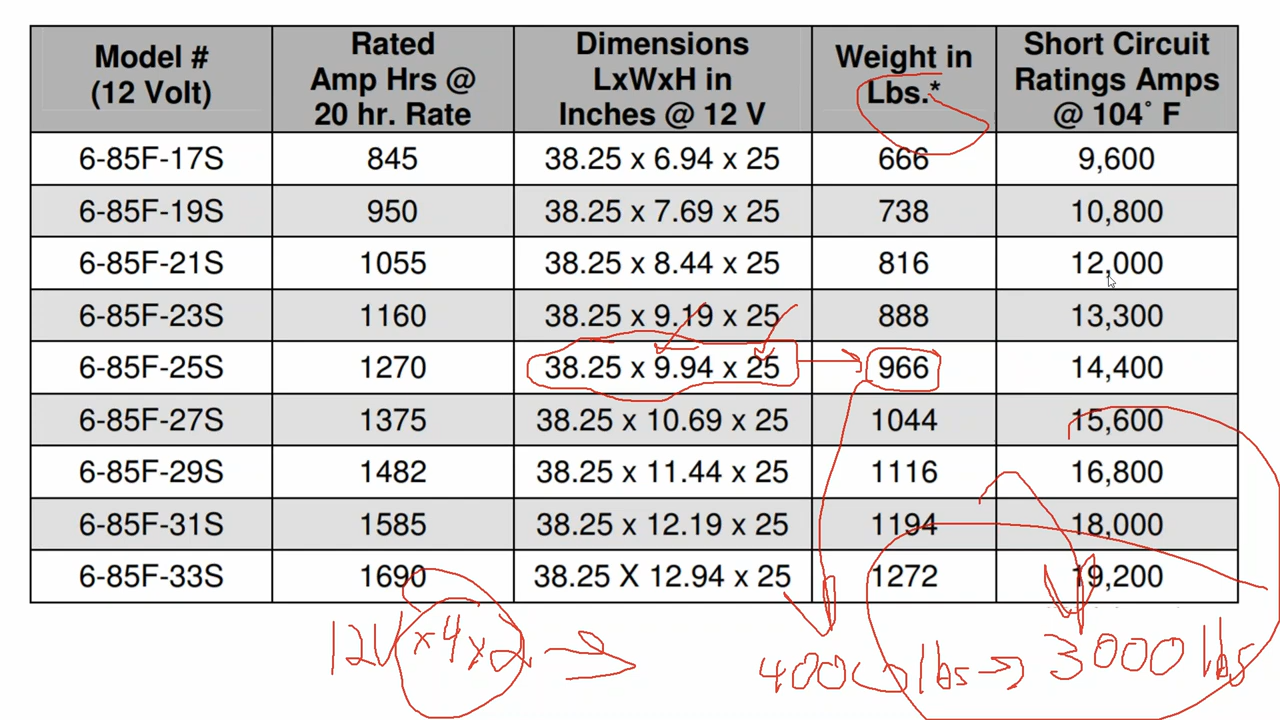 Model # (12 Volt) Rated Amp Hrs @ 20 hr. Rate Dimensions LxWxH in Inches @ 12 V Weight in Lbs.* Short Circuit Ratings Amps @ 104° F
6-85F-17S 845 38.25 x 6.94 x 25 666 9,600
6-85F-19S 950 38.25 x 7.69 x 25 738 10,800
6-85F-21S 1055 38.25 x 8.44 x 25 816 12,000
6-85F-23S 1160 38.25 x 9.19 x 25 888 13,300
6-85F-25S 1270 38.25 x 9.94 x 25 966 14,400
6-85F-27S 1375 38.25 x 10.69 x 25 1044 15,600
6-85F-29S 1482 38.25 x 11.44 x 25 1116 16,800
6-85F-31S 1585 38.25 x 12.19 x 25 1194 18,000
6-85F-33S 1690 38.25 X 12.94 x 25 1272 19,200
12V x 4 x 2 → 4000 lbs → 3000 lbs